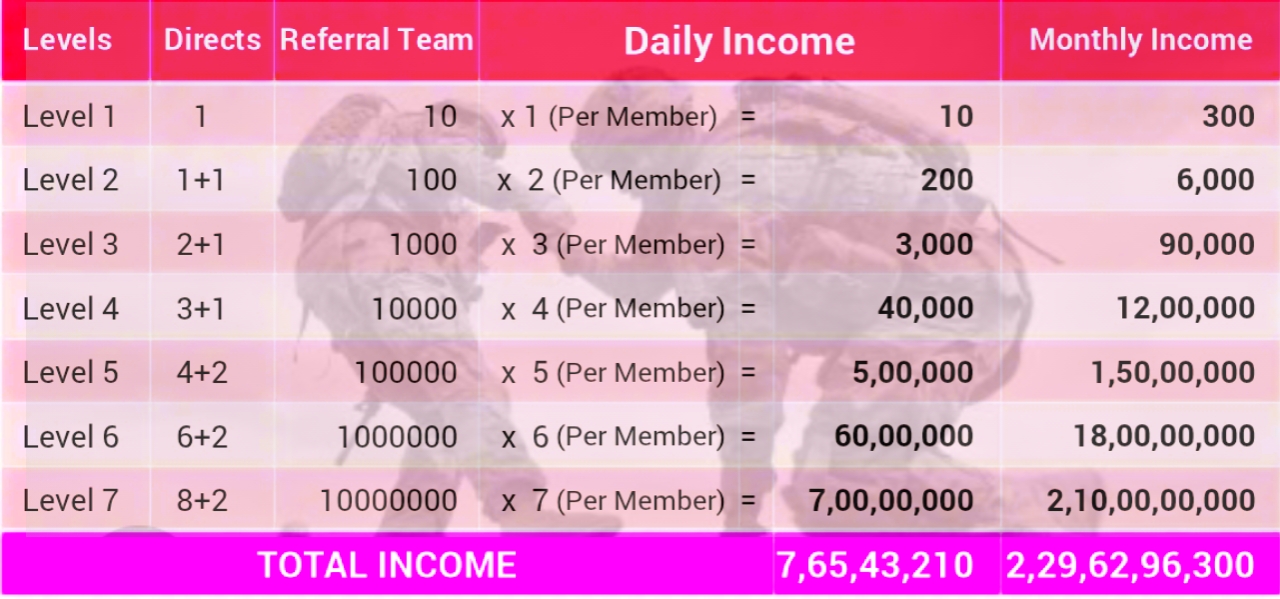 Levels Directs Referral Team Daily Income Monthly Income
Level 1 1 10 x 1 (Per Member) = 10 300
Level 2 1+1 100 x 2 (Per Member) = 200 6,000
Level 3 2+1 1000 x 3 (Per Member) = 3,000 90,000
Level 4 3+1 10000 x 4 (Per Member) = 40,000 12,00,000
Level 5 4+2 100000 x 5 (Per Member) = 5,00,000 1,50,00,000
Level 6 6+2 1000000 x 6 (Per Member) = 60,00,000 18,00,00,000
Level 7 8+2 10000000 x 7 (Per Member) = 7,00,00,000 2,10,00,00,000
TOTAL INCOME 7,65,43,210 2,29,62,96,300